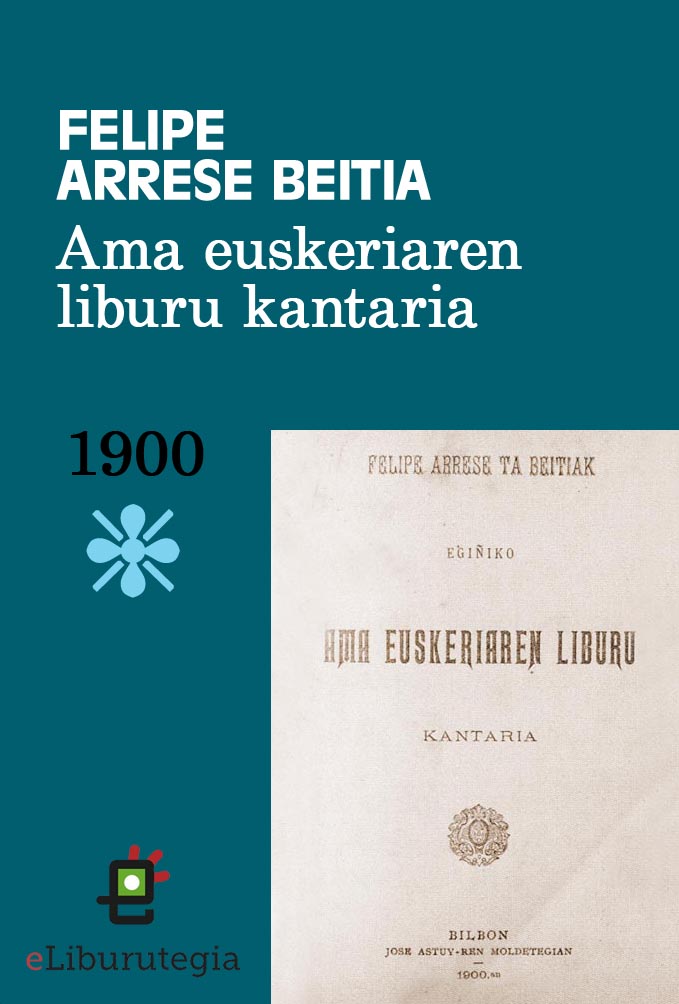 FELIPE
ARRESE BEITIA
Ama euskeriaren
liburu kantaria
1900
FELIPE ARRESE TA BEITIAK
EGIÑIKO
AMA EUSKERIAREN LIBURU
KANTARIA
BILBON
JOSE ASTUY-REN MOLDETEGIAN
1900.an
eLiburutegia